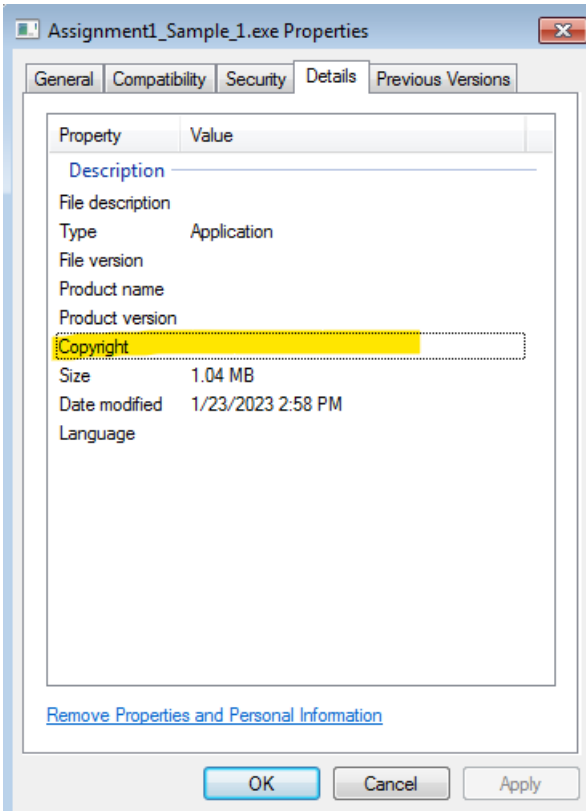 Assignment1_Sample_1.exe Properties
General Compatibility Security Details Previous Versions
Property Value
Description
File description
Type Application
File version
Product name
Product version
Copyright
Size 1.04 MB
Date modified 1/23/2023 2:58 PM
Language
Remove Properties and Personal Information
OK Cancel Apply